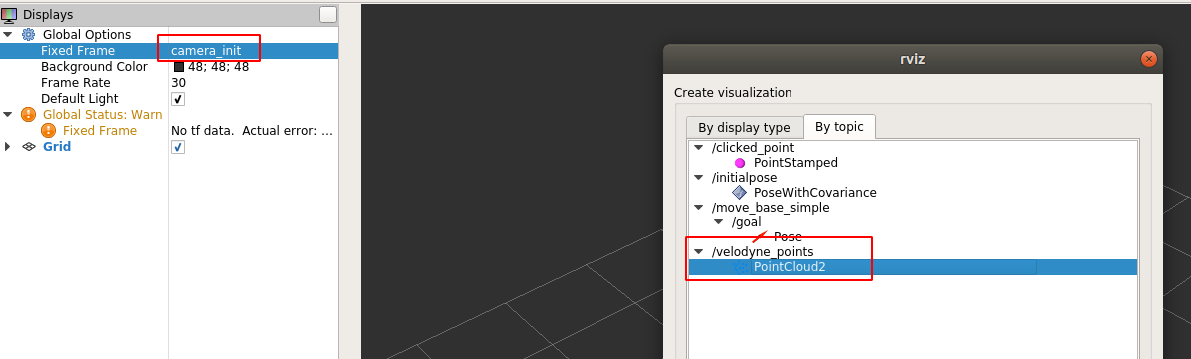 Displays
Global Options
Fixed Frame camera_init
Background Color 48; 48; 48
Frame Rate 30
Default Light
Global Status: Warn
Fixed Frame No tf data. Actual error: ...
Grid
rviz
Create visualization
By display type By topic
/clicked_point
PointStamped
/initialpose
PoseWithCovariance
/move_base_simple
/goal
Pose
/velodyne_points
PointCloud2